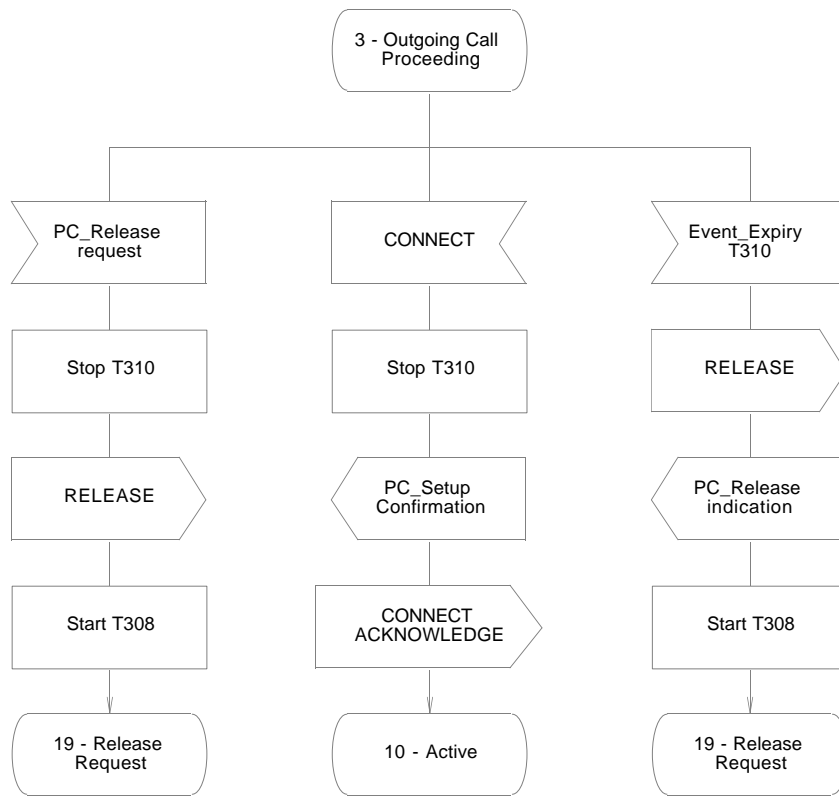 3 - Outgoing Call
Proceeding
PC_Release
request
CONNECT
Event_Expiry
T310
Stop T310
Stop T310
RELEASE
RELEASE
PC_Setup
Confirmation
PC_Release
indication
Start T308
CONNECT
ACKNOWLEDGE
Start T308
19 - Release
Request
10 - Active
19 - Release
Request